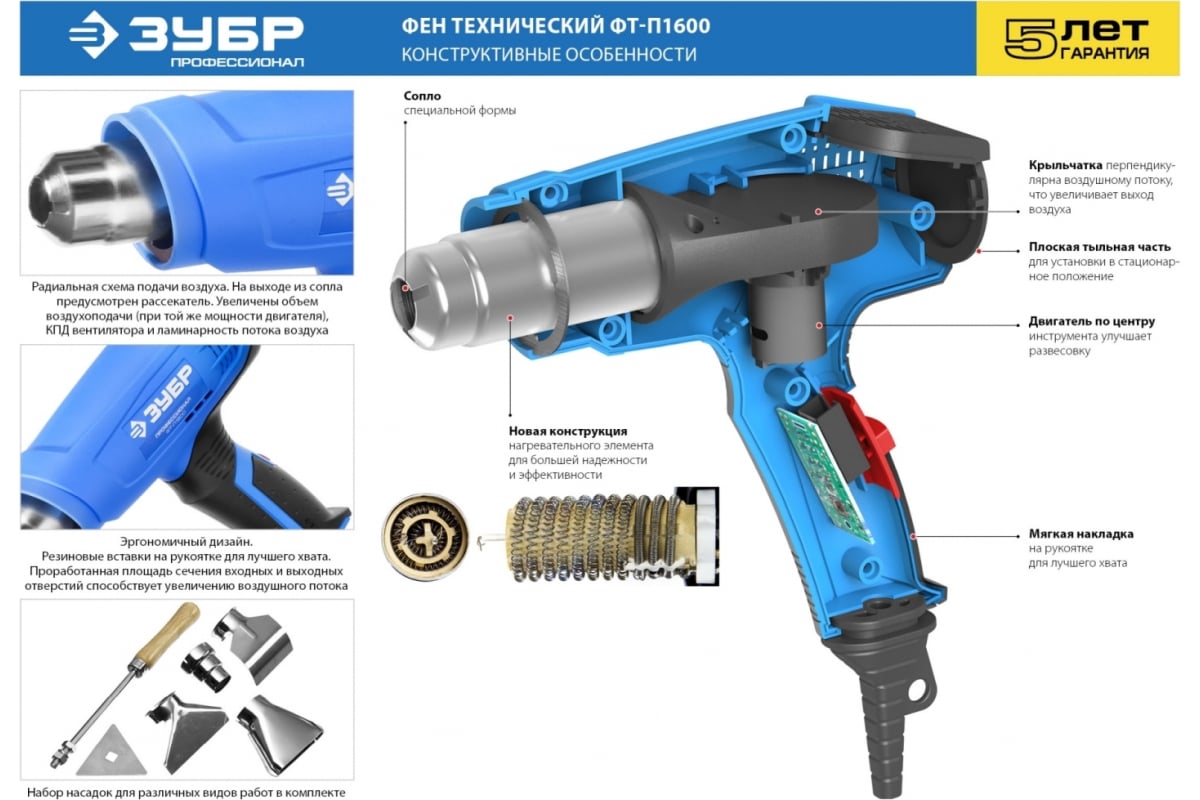 ЗУБР
ПРОФЕССИОНАЛ
ФЕН ТЕХНИЧЕСКИЙ ФТ-П1600
КОНСТРУКТИВНЫЕ ОСОБЕННОСТИ
5 лет
ГАРАНТИЯ
Радиальная схема подачи воздуха. На выходе из сопла
предусмотрен рассекатель. Увеличены объем
воздухоподачи (при той же мощности двигателя),
КПД вентилятора и ламинарность потока воздуха
ЗУБР
ПРОФЕССИОНАЛ
ФТ-П1600
Эргономичный дизайн.
Резиновые вставки на рукоятке для лучшего хвата.
Проработанная площадь сечения входных и выходных
отверстий способствует увеличению воздушного потока
Набор насадок для различных видов работ в комплекте
Сопло
специальной формы
Новая конструкция
нагревательного элемента
для большей надежности
и эффективности
Крыльчатка перпендику-
лярна воздушному потоку,
что увеличивает выход
воздуха
Плоская тыльная часть
для установки в стационар-
ное положение
Двигатель по центру
инструмента улучшает
развесовку
Мягкая накладка
на рукоятке
для лучшего хвата